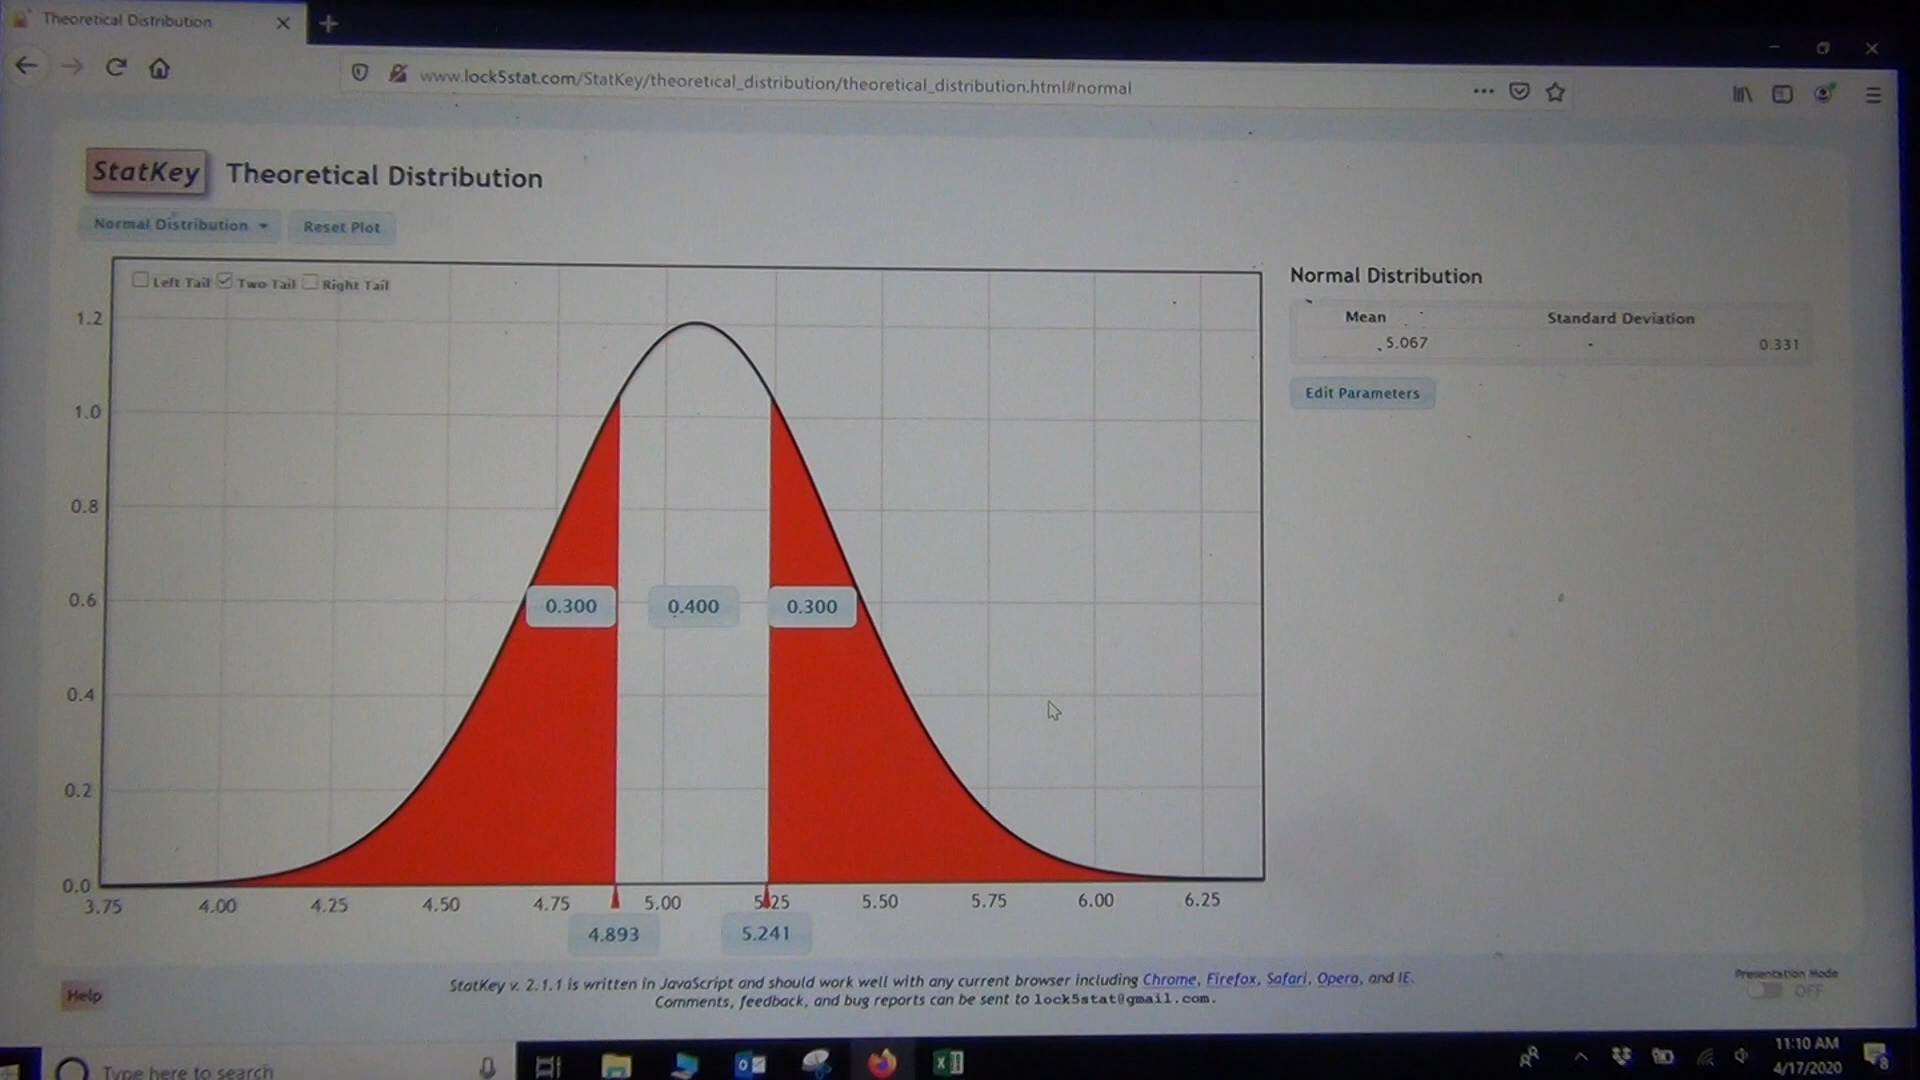 Theoretical Distribution
www.lock5stat.com/StatKey/theoretical_distribution/theoretical_distribution.html#normal
StatKey Theoretical Distribution
Normal Distribution Reset Plot
Left Tail Two Tail Right Tail
Normal Distribution
Mean Standard Deviation
5.067 0.331
Edit Parameters
1.2
1.0
0.8
0.6
0.4
0.2
0.0
0.300 0.400 0.300
3.75 4.00 4.25 4.50 4.75 5.00 5.25 5.50 5.75 6.00 6.25
4.893 5.241
StatKey v. 2.1.1 is written in JavaScript and should work well with any current browser including Chrome, Firefox, Safari, Opera, and IE.
Comments, feedback, and bug reports can be sent to lock5stat@gmail.com.
Help
Presentation Mode
OFF
Type here to search
11:10 AM
4/17/2020
8